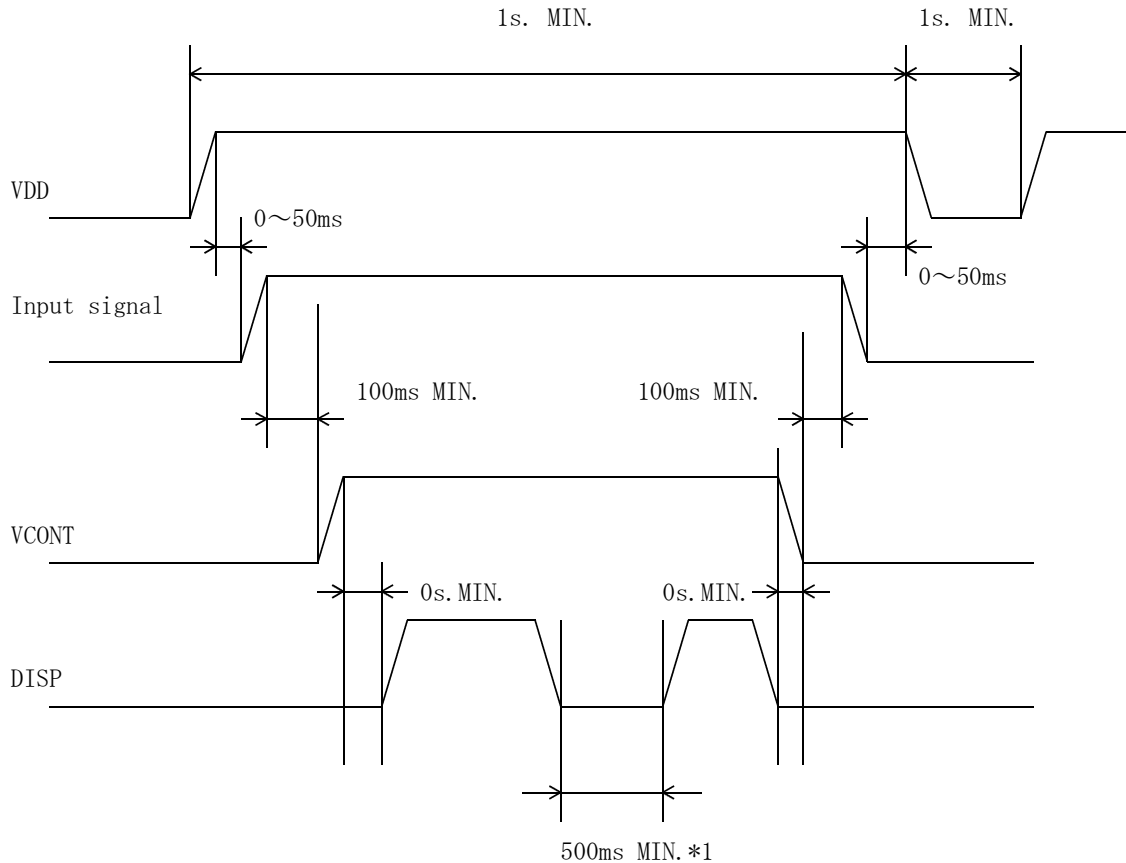 1s. MIN.
1s. MIN.
VDD
0～50ms
0～50ms
Input signal
100ms MIN.
100ms MIN.
VCONT
0s.MIN.
0s.MIN.
DISP
500ms MIN.*1